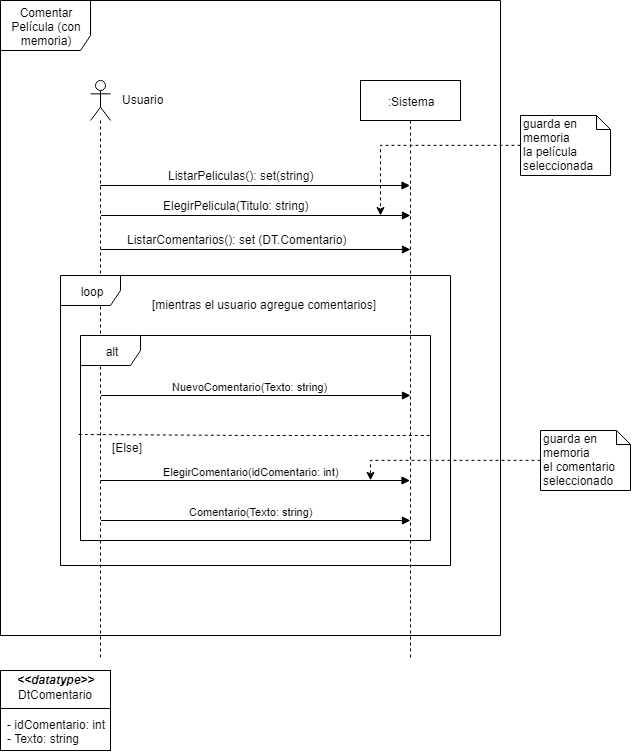 Comentar
Película (con
memoria)
Usuario
:Sistema
guarda en
memoria
la película
seleccionada
ListarPeliculas(): set(string)
ElegirPelicula(Titulo: string)
ListarComentarios(): set (DT.Comentario)
loop
[mientras el usuario agregue comentarios]
alt
NuevoComentario(Texto: string)
[Else]
guarda en
memoria
el comentario
seleccionado
ElegirComentario(idComentario: int)
Comentario(Texto: string)
<<datatype>>
DtComentario
- idComentario: int
- Texto: string